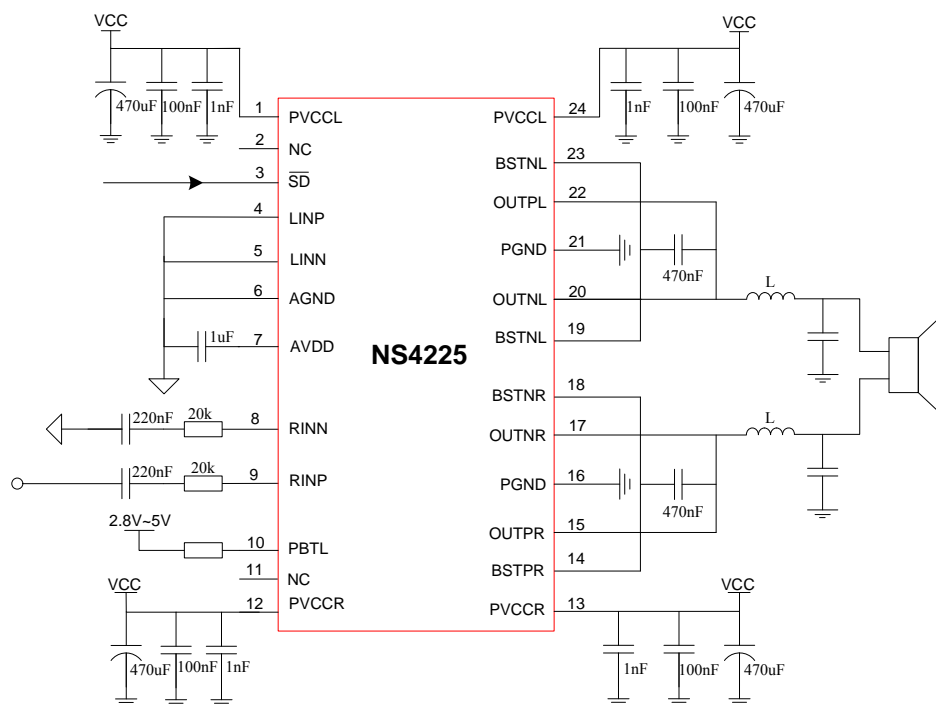 VCC
470uF
100nF
1nF
1
PVCCL
2
NC
3
SD
4
LINP
5
LINN
6
AGND
1uF
7
AVDD
220nF
20k
8
RINN
220nF
20k
9
RINP
2.8V~5V
10
PBTL
11
NC
VCC
12
PVCCR
470uF
100nF
1nF
NS4225
VCC
1nF
100nF
470uF
24
PVCCL
23
BSTNL
22
OUTPL
21
PGND
470nF
20
OUTNL
L
19
BSTNL
18
BSTNR
17
OUTNR
L
16
PGND
470nF
15
OUTPR
14
BSTPR
VCC
13
PVCCR
1nF
100nF
470uF